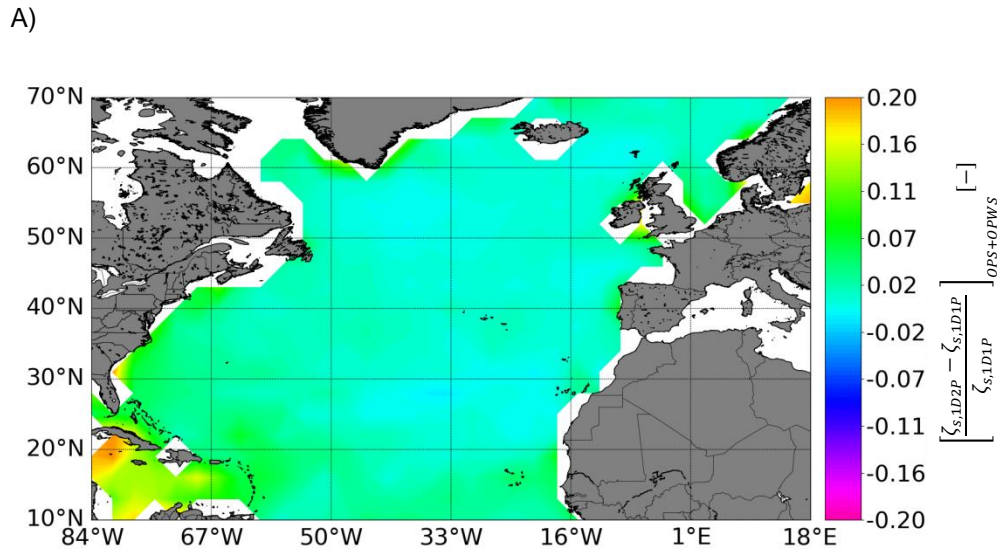 A)
70°N
60°N
50°N
40°N
30°N
20°N
10°N
84°W 67°W 50°W 33°W 16°W 1°E 18°E
0.20
0.16
0.11
0.07
0.02
-0.02
-0.07
-0.11
-0.16
-0.20
[ζs,1D2P − ζs,1D1P / ζs,1D1P]OPS+OPWS [−]